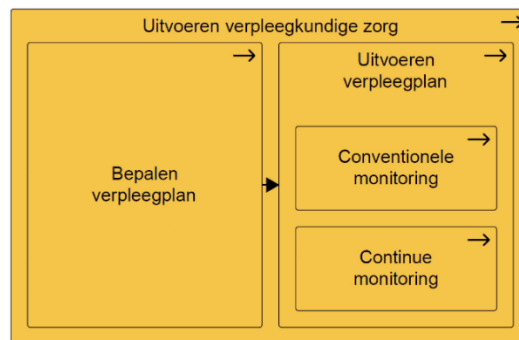 Uitvoeren verpleegkundige zorg
Bepalen
verpleegplan
Uitvoeren
verpleegplan
Conventionele
monitoring
Continue
monitoring